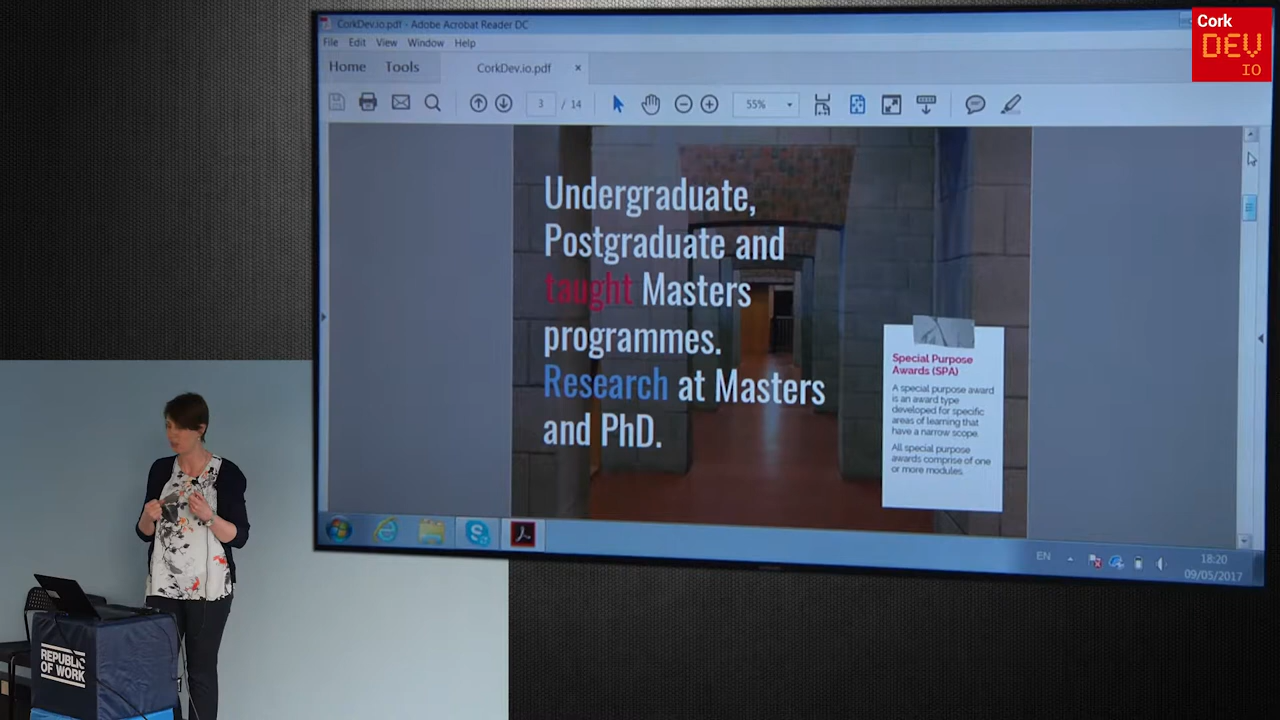 CorkDev.io.pdf - Adobe Acrobat Reader DC
File Edit View Window Help
Home Tools CorkDev.io.pdf ×
3 / 14 55%
Cork
DEV
IO
Undergraduate,
Postgraduate and
taught Masters
programmes.
Research at Masters
and PhD.
Special Purpose
Awards (SPA)
A special purpose award
is an award type
developed for specific
areas of learning that
have a narrow scope.
All special purpose
awards comprise of one
or more modules.
EN
18:20
09/05/2017
REPUBLIC
OF WORK